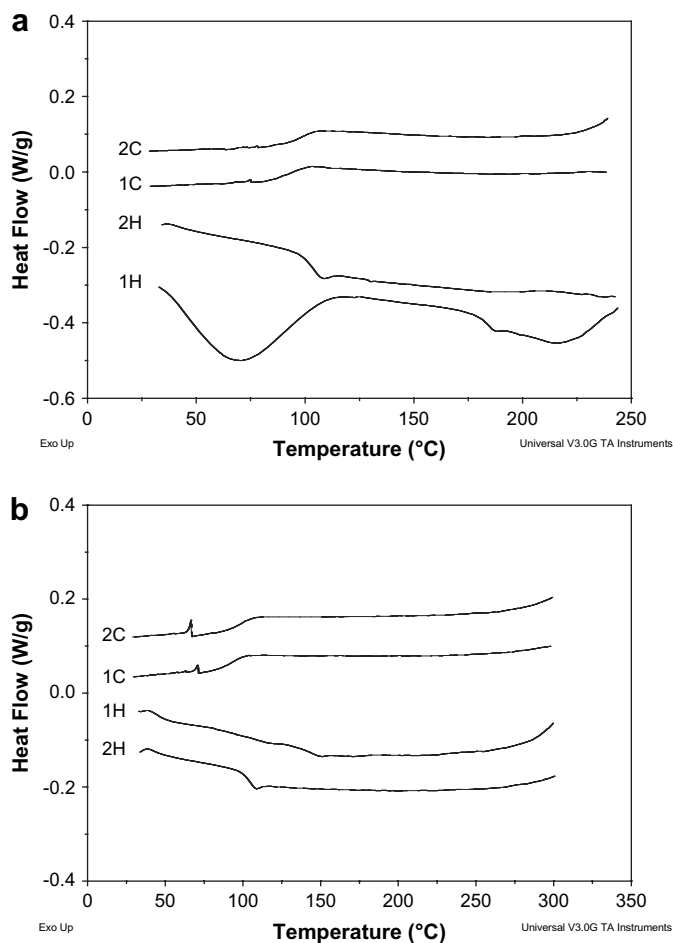 a
0.4
0.2
0.0
-0.2
-0.4
-0.6
Heat Flow (W/g)
2C
1C
2H
1H
0 50 100 150 200 250
Exo Up
Temperature (°C)
Universal V3.0G TA Instruments
b
0.4
0.2
0.0
-0.2
-0.4
Heat Flow (W/g)
2C
1C
1H
2H
0 50 100 150 200 250 300 350
Exo Up
Temperature (°C)
Universal V3.0G TA Instruments